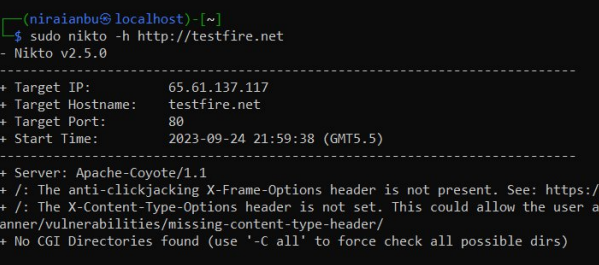 ┌──(niraianbu㉿localhost)-[~]
└─$ sudo nikto -h http://testfire.net
- Nikto v2.5.0
---------------------------------------------------------------------------
+ Target IP:          65.61.137.117
+ Target Hostname:    testfire.net
+ Target Port:        80
+ Start Time:         2023-09-24 21:59:38 (GMT5.5)
---------------------------------------------------------------------------
+ Server: Apache-Coyote/1.1
+ /: The anti-clickjacking X-Frame-Options header is not present. See: https:/
+ /: The X-Content-Type-Options header is not set. This could allow the user a
anner/vulnerabilities/missing-content-type-header/
+ No CGI Directories found (use '-C all' to force check all possible dirs)